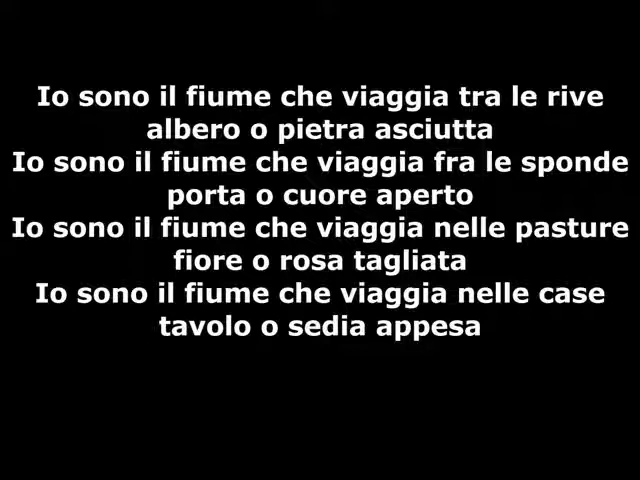 Io sono il fiume che viaggia tra le rive
albero o pietra asciutta
Io sono il fiume che viaggia fra le sponde
porta o cuore aperto
Io sono il fiume che viaggia nelle pasture
fiore o rosa tagliata
Io sono il fiume che viaggia nelle case
tavolo o sedia appesa